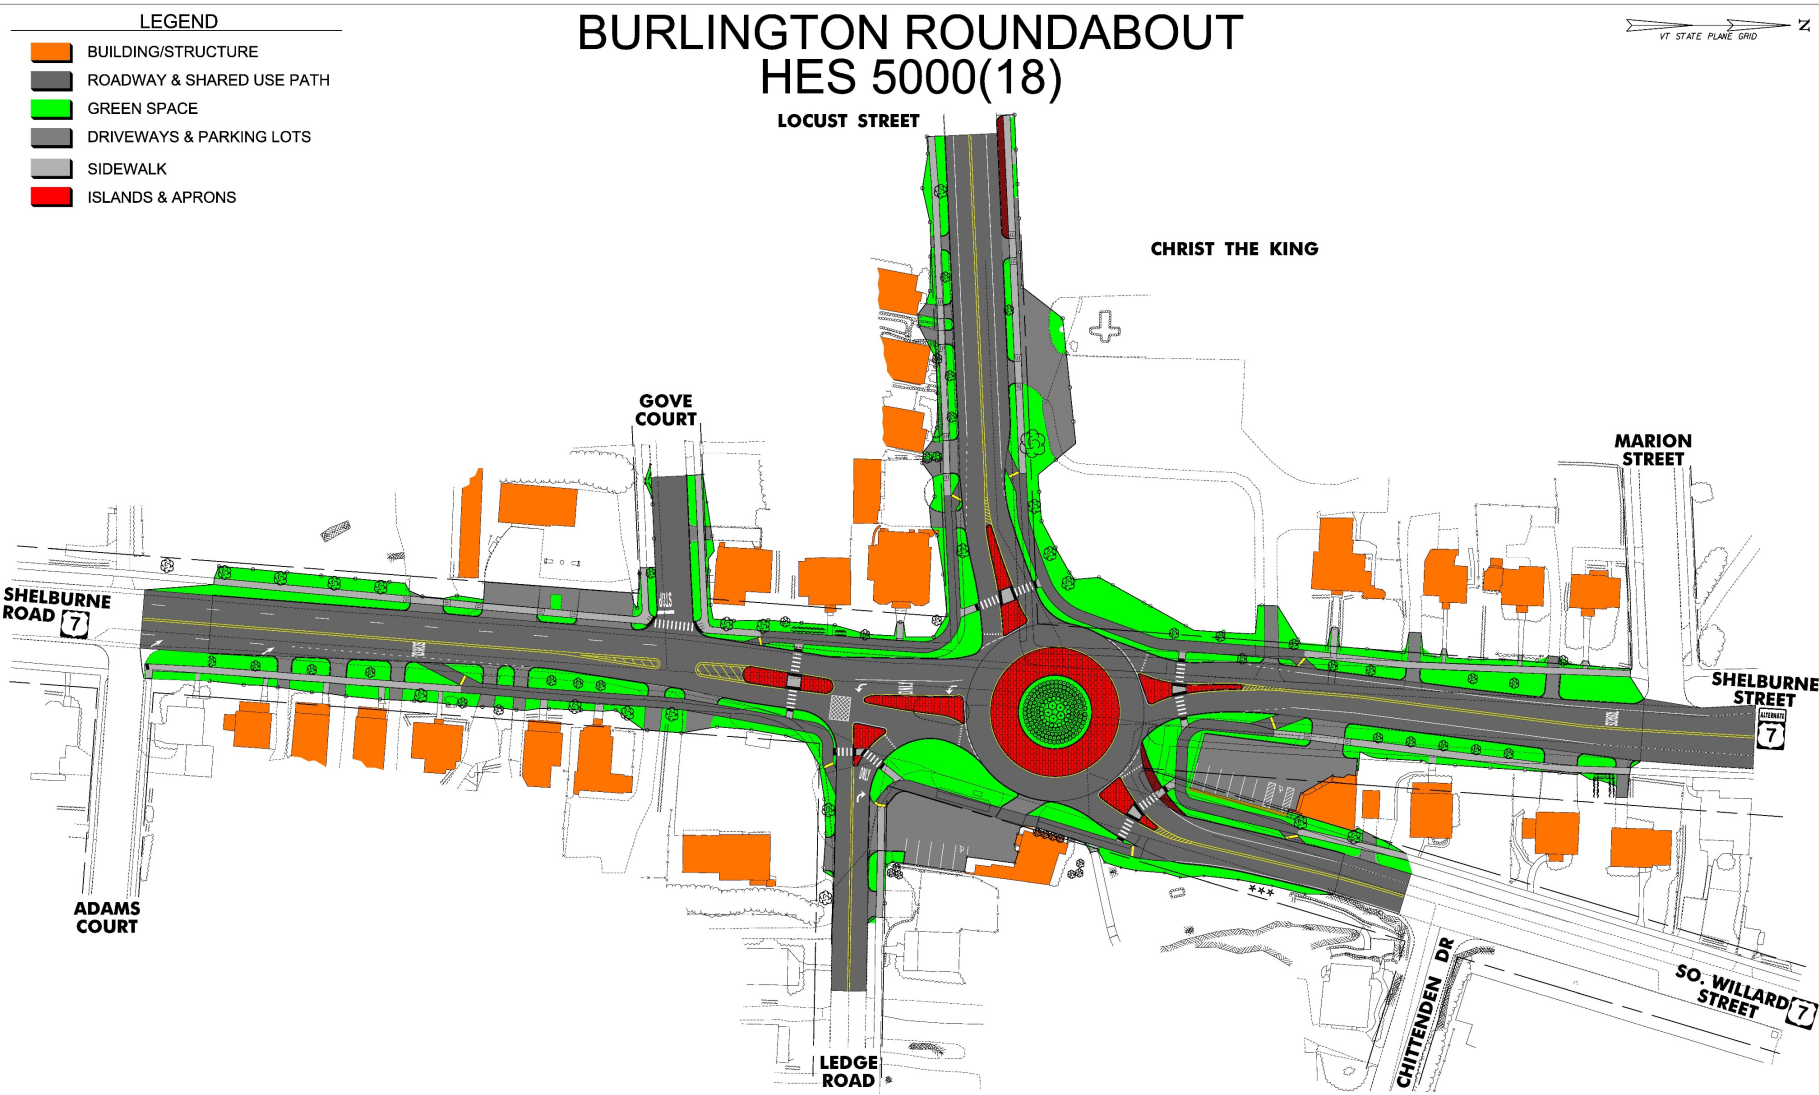 LEGEND
BUILDING/STRUCTURE
ROADWAY & SHARED USE PATH
GREEN SPACE
DRIVEWAYS & PARKING LOTS
SIDEWALK
ISLANDS & APRONS
BURLINGTON ROUNDABOUT
HES 5000(18)
VT STATE PLANE GRID
Z
LOCUST STREET
CHRIST THE KING
GOVE
COURT
MARION
STREET
SHELBURNE
ROAD 7
STOP
SHELBURNE
STREET
ALTERNATE
7
ADAMS
COURT
LEDGE
ROAD
CHITTENDEN DR
SO. WILLARD
STREET
7